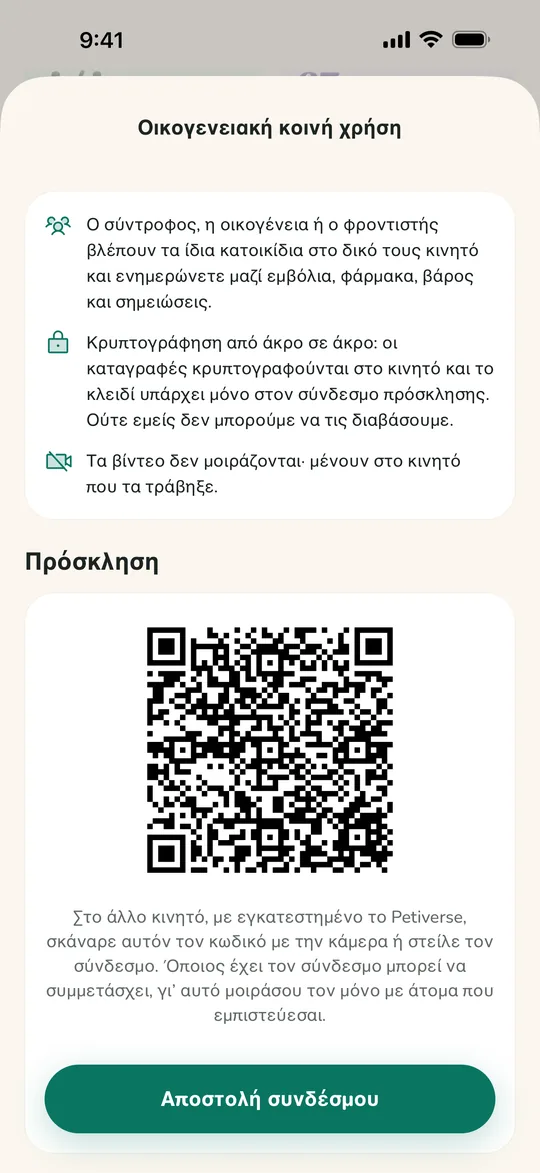 9:41
Οικογενειακή κοινή χρήση
Ο σύντροφος, η οικογένεια ή ο φροντιστής
βλέπουν τα ίδια κατοικίδια στο δικό τους κινητό
και ενημερώνετε μαζί εμβόλια, φάρμακα, βάρος
και σημειώσεις.
Κρυπτογράφηση από άκρο σε άκρο: οι
καταγραφές κρυπτογραφούνται στο κινητό και το
κλειδί υπάρχει μόνο στον σύνδεσμο πρόσκλησης.
Ούτε εμείς δεν μπορούμε να τις διαβάσουμε.
Τα βίντεο δεν μοιράζονται· μένουν στο κινητό
που τα τράβηξε.
Πρόσκληση
Στο άλλο κινητό, με εγκατεστημένο το Petiverse,
σκάναρε αυτόν τον κωδικό με την κάμερα ή στείλε τον
σύνδεσμο. Όποιος έχει τον σύνδεσμο μπορεί να
συμμετάσχει, γι’ αυτό μοιράσου τον μόνο με άτομα που
εμπιστεύεσαι.
Αποστολή συνδέσμου